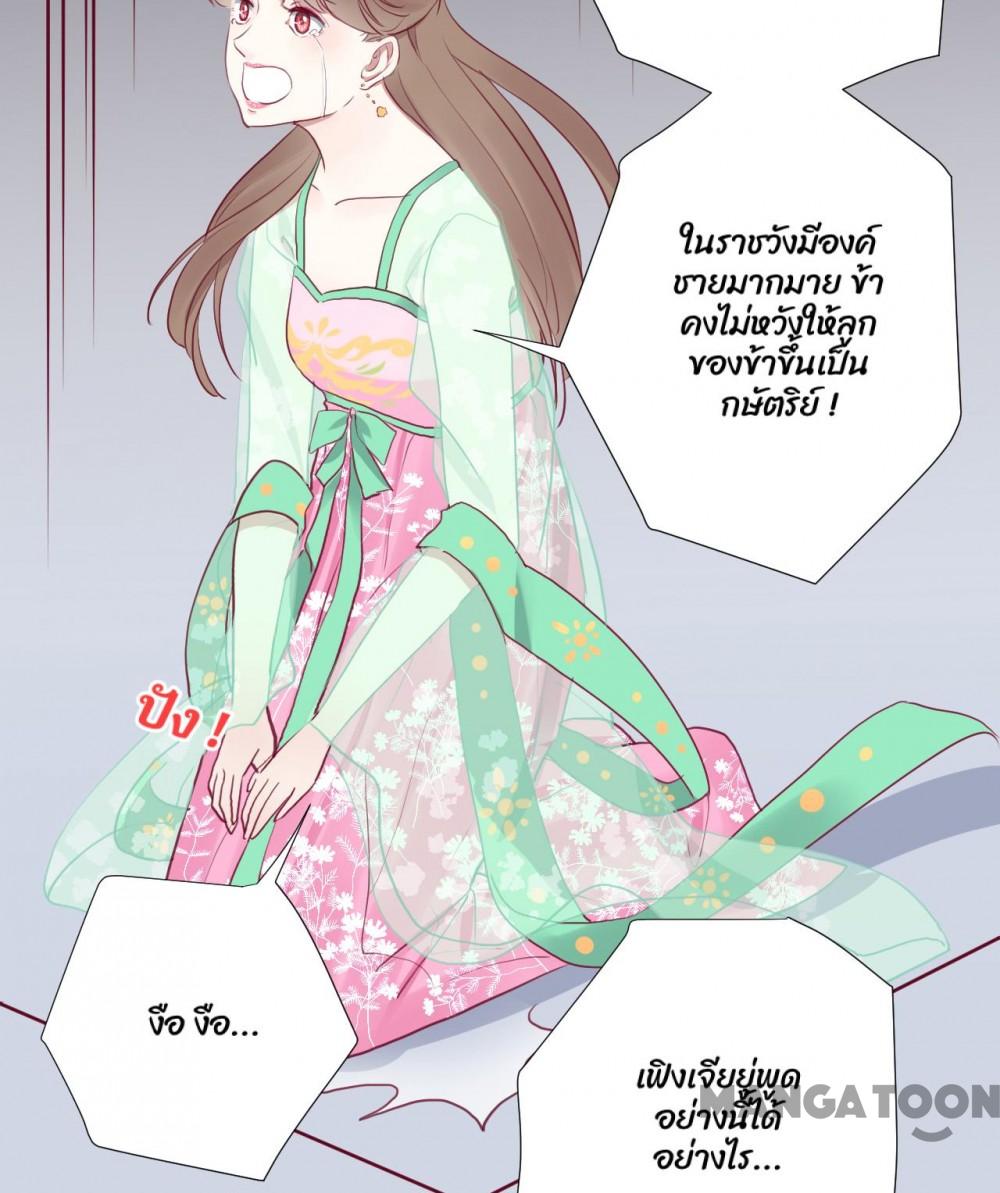 ในราชวังมีองค์
ชายมากมาย ข้า
คงไม่หวังให้ลูก
ของข้าขึ้นเป็น
กษัตริย์ !
ปัง !
งือ งือ...
เฟิงเจียยู่พูด
อย่างนี้ได้
อย่างไร...
MANGATOON